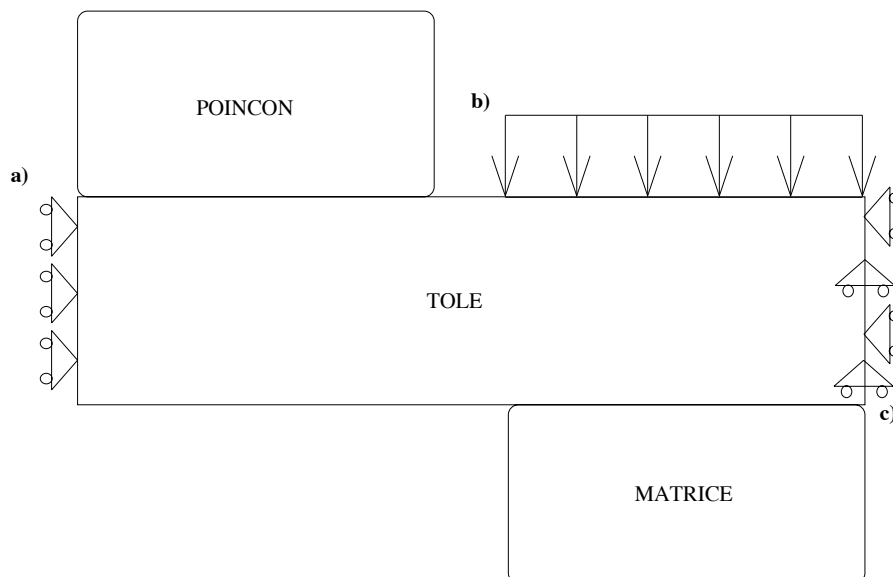 POINCON
b)
a)
TOLE
c)
MATRICE